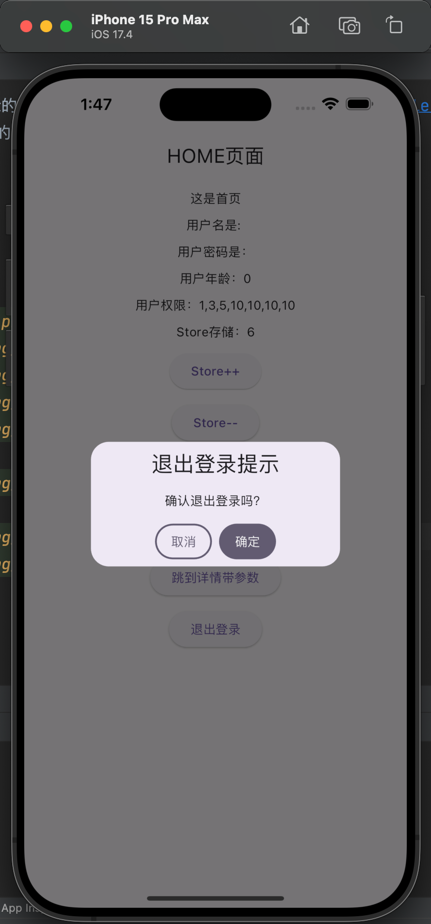 iPhone 15 Pro Max
iOS 17.4
1:47
HOME页面
这是首页
用户名是:
用户密码是:
用户年龄：0
用户权限：1,3,5,10,10,10,10
Store存储：6
Store++
Store--
退出登录提示
确认退出登录吗?
取消
确定
跳到详情带参数
退出登录
App In